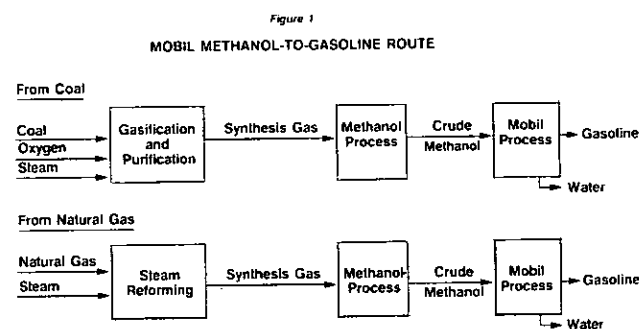 Figure 1
MOBIL METHANOL-TO-GASOLINE ROUTE
From Coal
Coal
Oxygen
Steam
Gasification
and
Purification
Synthesis Gas
Methanol
Process
Crude
Methanol
Mobil
Process
Gasoline
Water
From Natural Gas
Natural Gas
Steam
Steam
Reforming
Synthesis Gas
Methanol-
Process
Crude
Methanol
Mobil
Process
Gasoline
Water